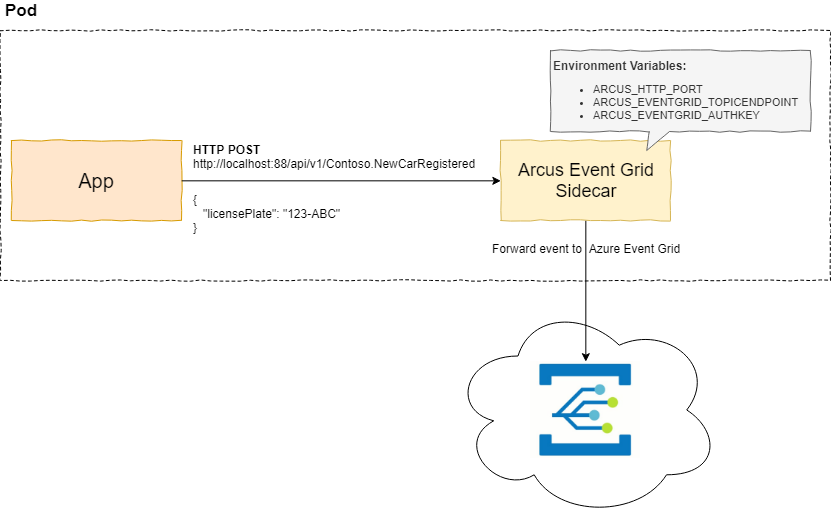 Pod
Environment Variables:
• ARCUS_HTTP_PORT
• ARCUS_EVENTGRID_TOPICENDPOINT
• ARCUS_EVENTGRID_AUTHKEY
App
HTTP POST
http://localhost:88/api/v1/Contoso.NewCarRegistered
{
"licensePlate": "123-ABC"
}
Arcus Event Grid
Sidecar
Forward event to Azure Event Grid